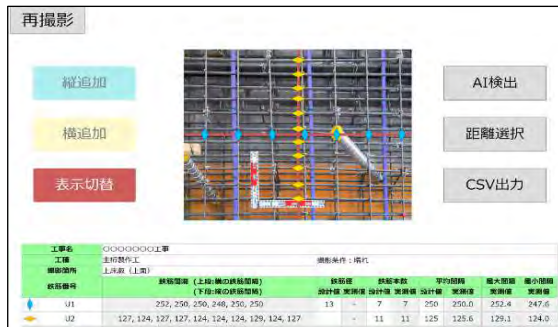 再撮影
縦追加
横追加
表示切替
AI検出
距離選択
CSV出力
工事名 〇〇〇〇〇〇〇工事
工種 主桁製作工 撮影条件:晴れ
撮影箇所 上床版(上面)
鉄筋番号 鉄筋間隔 (上段:横の鉄筋間隔) 鉄筋径 鉄筋本数 平均間隔 最大間隔 最小間隔
(下段:縦の鉄筋間隔) 設計値 実測値 設計値 実測値 設計値 実測値 実測値 実測値
U1 252, 250, 250, 248, 250, 250 13 - 7 7 250 250.0 252.4 247.6
127, 124, 127, 127, 124, 124, 124, 129, 124, 127 - 11 11 125 125.6 129.1 124.0